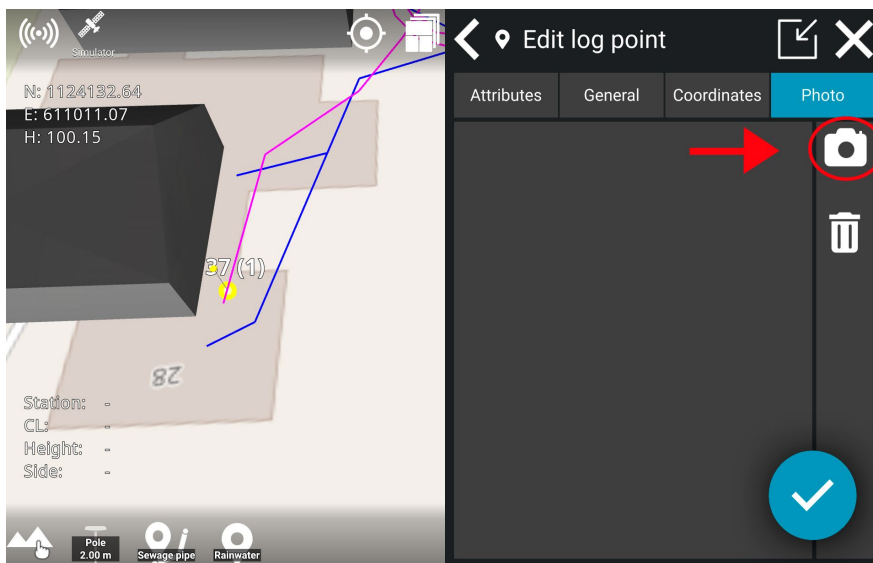 Simulator
N: 1124132.64
E: 611011.07
H: 100.15
37 (1)
28
Station: -
CL: -
Height: -
Side: -
Pole
2.00 m
Sewage pipe
Rainwater
Edit log point
Attributes General Coordinates Photo